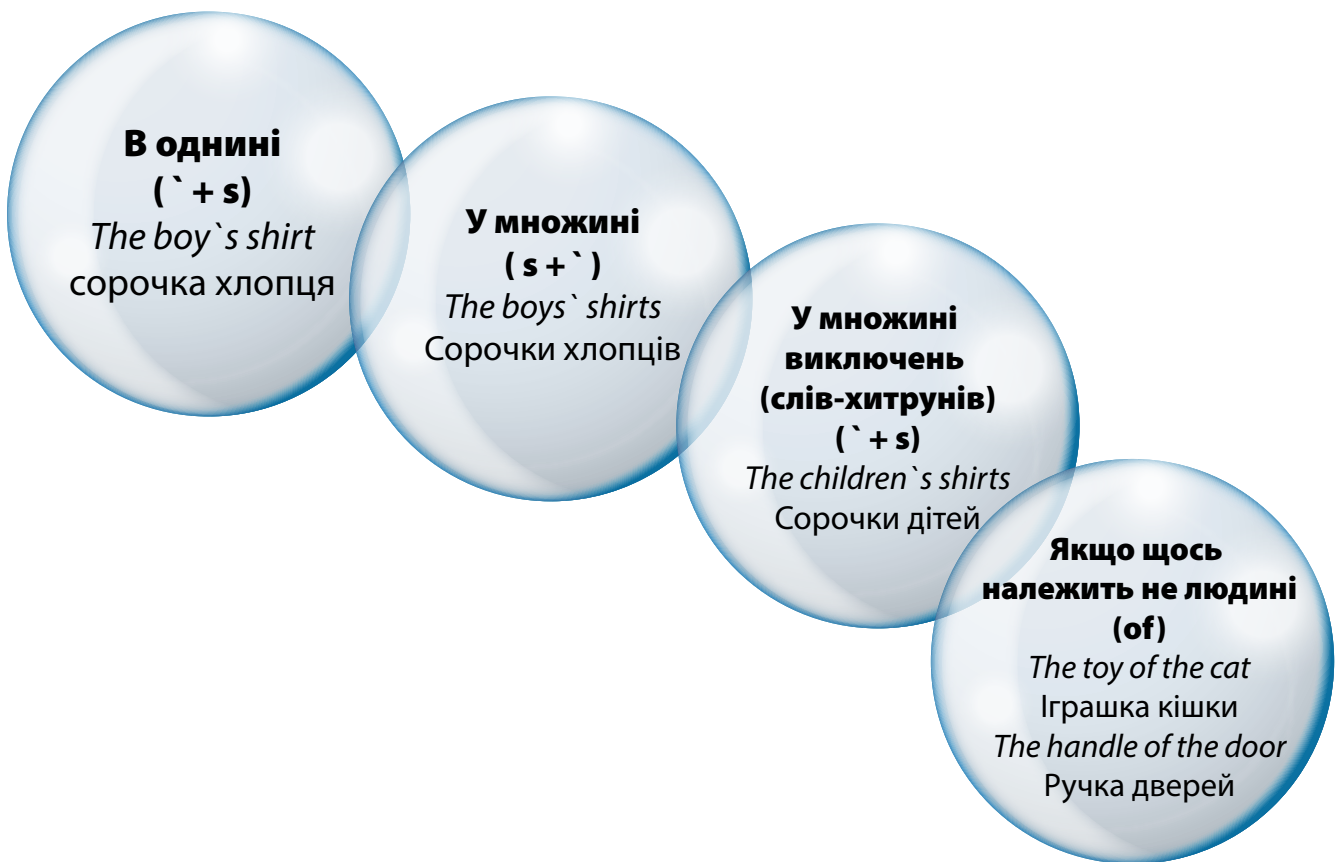 В однині
( ` + s)
The boy`s shirt
сорочка хлопця
У множині
( s + ` )
The boys` shirts
Сорочки хлопців
У множині
виключень
(слів-хитрунів)
( ` + s)
The children`s shirts
Сорочки дітей
Якщо щось
належить не людині
(of)
The toy of the cat
Іграшка кішки
The handle of the door
Ручка дверей